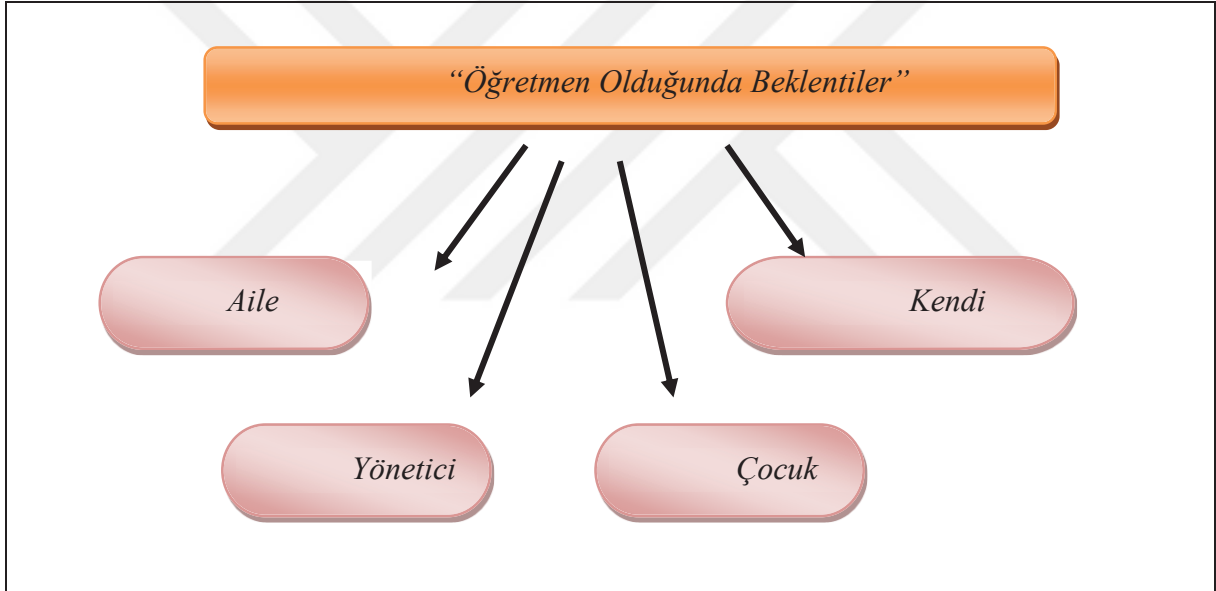 “Öğretmen Olduğunda Beklentiler”
Aile
Kendi
Yönetici
Çocuk